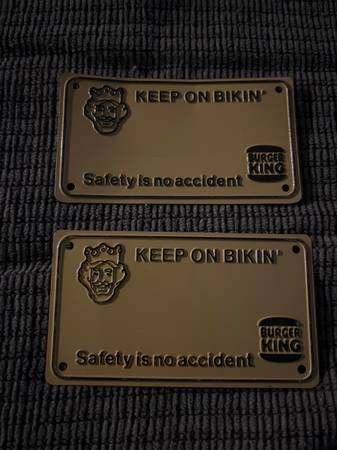 KEEP ON BIKIN'
BURGER
KING
Safety is no accident
KEEP ON BIKIN'
BURGER
KING
Safety is no accident